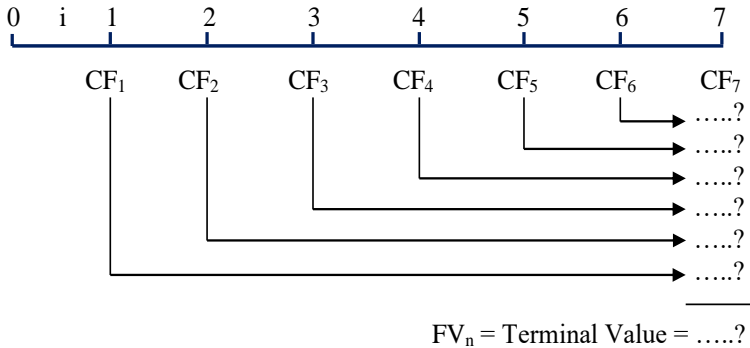 0 i 1 2 3 4 5 6 7
CF₁ CF₂ CF₃ CF₄ CF₅ CF₆ CF₇
…..?
…..?
…..?
…..?
…..?
…..?
FVₙ = Terminal Value = …..?